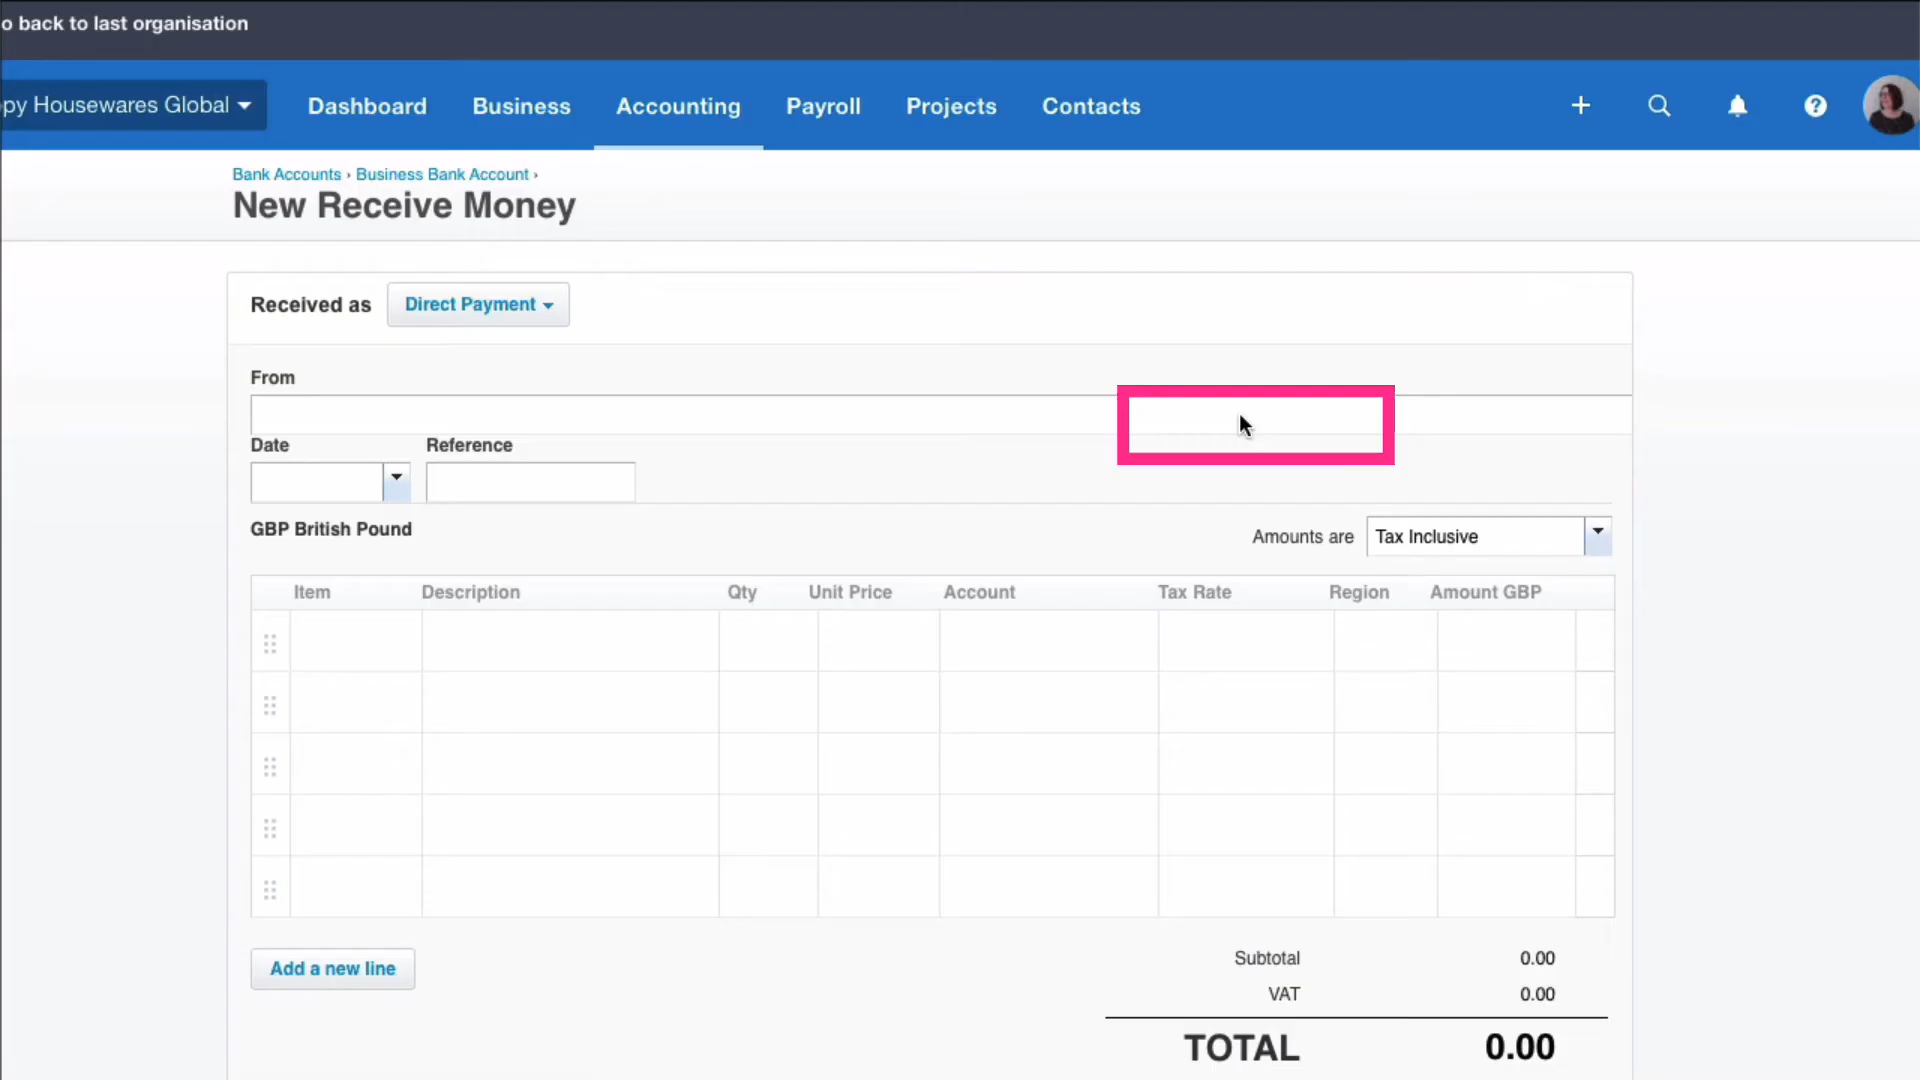 o back to last organisation
py Housewares Global Dashboard Business Accounting Payroll Projects Contacts
Bank Accounts › Business Bank Account ›
New Receive Money
Received as Direct Payment
From
Date Reference
GBP British Pound Amounts are Tax Inclusive
Item Description Qty Unit Price Account Tax Rate Region Amount GBP
Add a new line
Subtotal 0.00
VAT 0.00
TOTAL 0.00